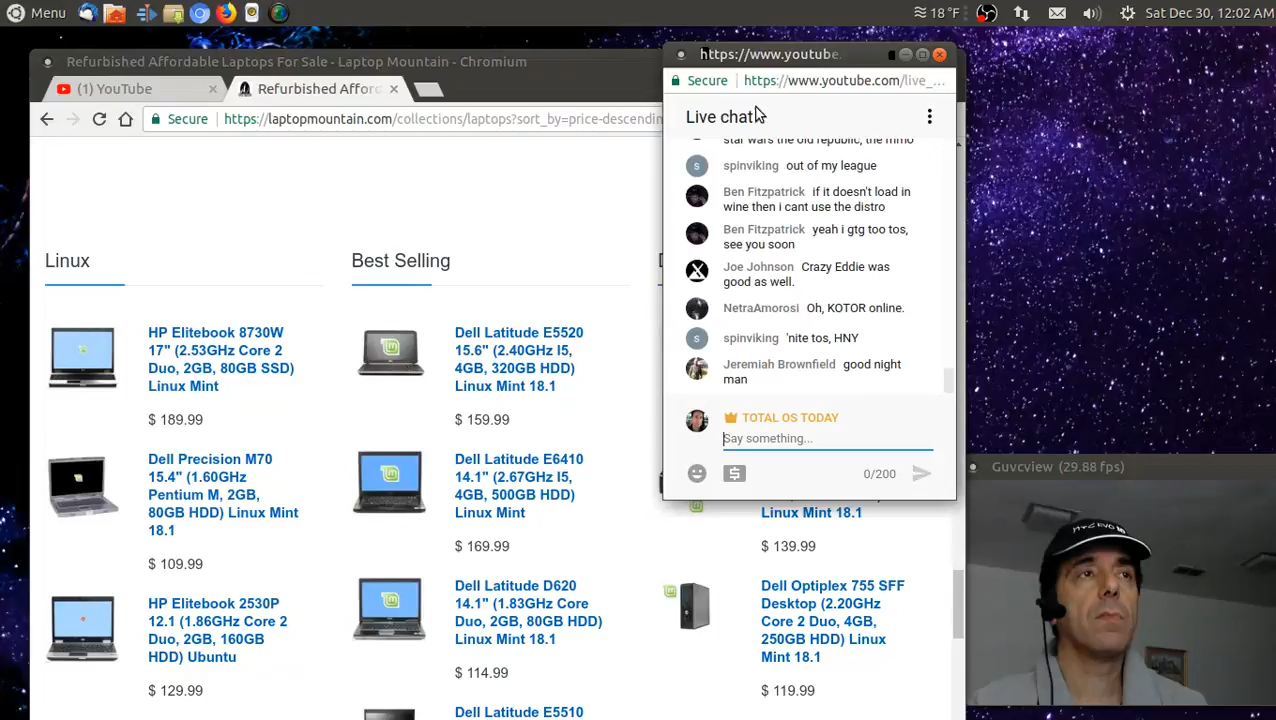 Menu
18 °F
Sat Dec 30, 12:02 AM
Refurbished Affordable Laptops For Sale - Laptop Mountain - Chromium
(1) YouTube
Refurbished Afford
Secure
https://laptopmountain.com/collections/laptops?sort_by=price-descendin
Linux
HP Elitebook 8730W
17" (2.53GHz Core 2
Duo, 2GB, 80GB SSD)
Linux Mint
$ 189.99
Dell Precision M70
15.4" (1.60GHz
Pentium M, 2GB,
80GB HDD) Linux Mint
18.1
$ 109.99
HP Elitebook 2530P
12.1 (1.86GHz Core 2
Duo, 2GB, 160GB
HDD) Ubuntu
$ 129.99
Best Selling
Dell Latitude E5520
15.6" (2.40GHz I5,
4GB, 320GB HDD)
Linux Mint 18.1
$ 159.99
Dell Latitude E6410
14.1" (2.67GHz I5,
4GB, 500GB HDD)
Linux Mint
$ 169.99
Dell Latitude D620
14.1" (1.83GHz Core
Duo, 2GB, 80GB HDD)
Linux Mint 18.1
$ 114.99
Dell Latitude E5510
Linux Mint 18.1
$ 139.99
Dell Optiplex 755 SFF
Desktop (2.20GHz
Core 2 Duo, 4GB,
250GB HDD) Linux
Mint 18.1
$ 119.99
https://www.youtube.
Secure
https://www.youtube.com/live_...
Live chat
star wars the old republic, the mmo
spinviking out of my league
Ben Fitzpatrick if it doesn't load in
wine then i cant use the distro
Ben Fitzpatrick yeah i gtg too tos,
see you soon
Joe Johnson Crazy Eddie was
good as well.
NetraAmorosi Oh, KOTOR online.
spinviking 'nite tos, HNY
Jeremiah Brownfield good night
man
TOTAL OS TODAY
Say something...
0/200
Guvcview (29.88 fps)